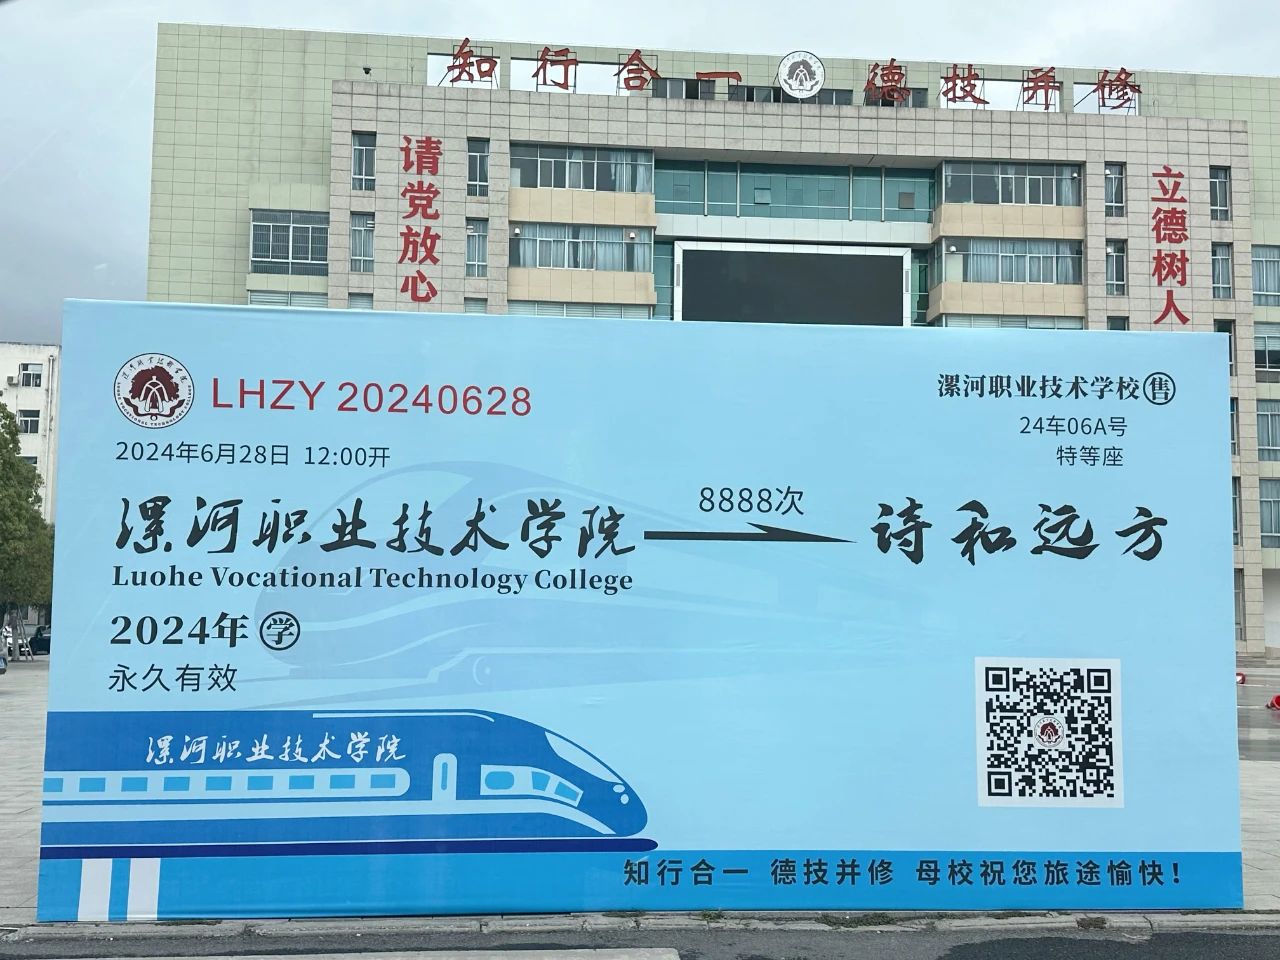 知行合一 德技并修
请党放心
立德树人
LHZY 20240628
漯河职业技术学校 售
2024年6月28日 12:00开
24车06A号
特等座
漯河职业技术学院
8888次
诗和远方
Luohe Vocational Technology College
2024年 学
永久有效
漯河职业技术学院
知行合一 德技并修 母校祝您旅途愉快！